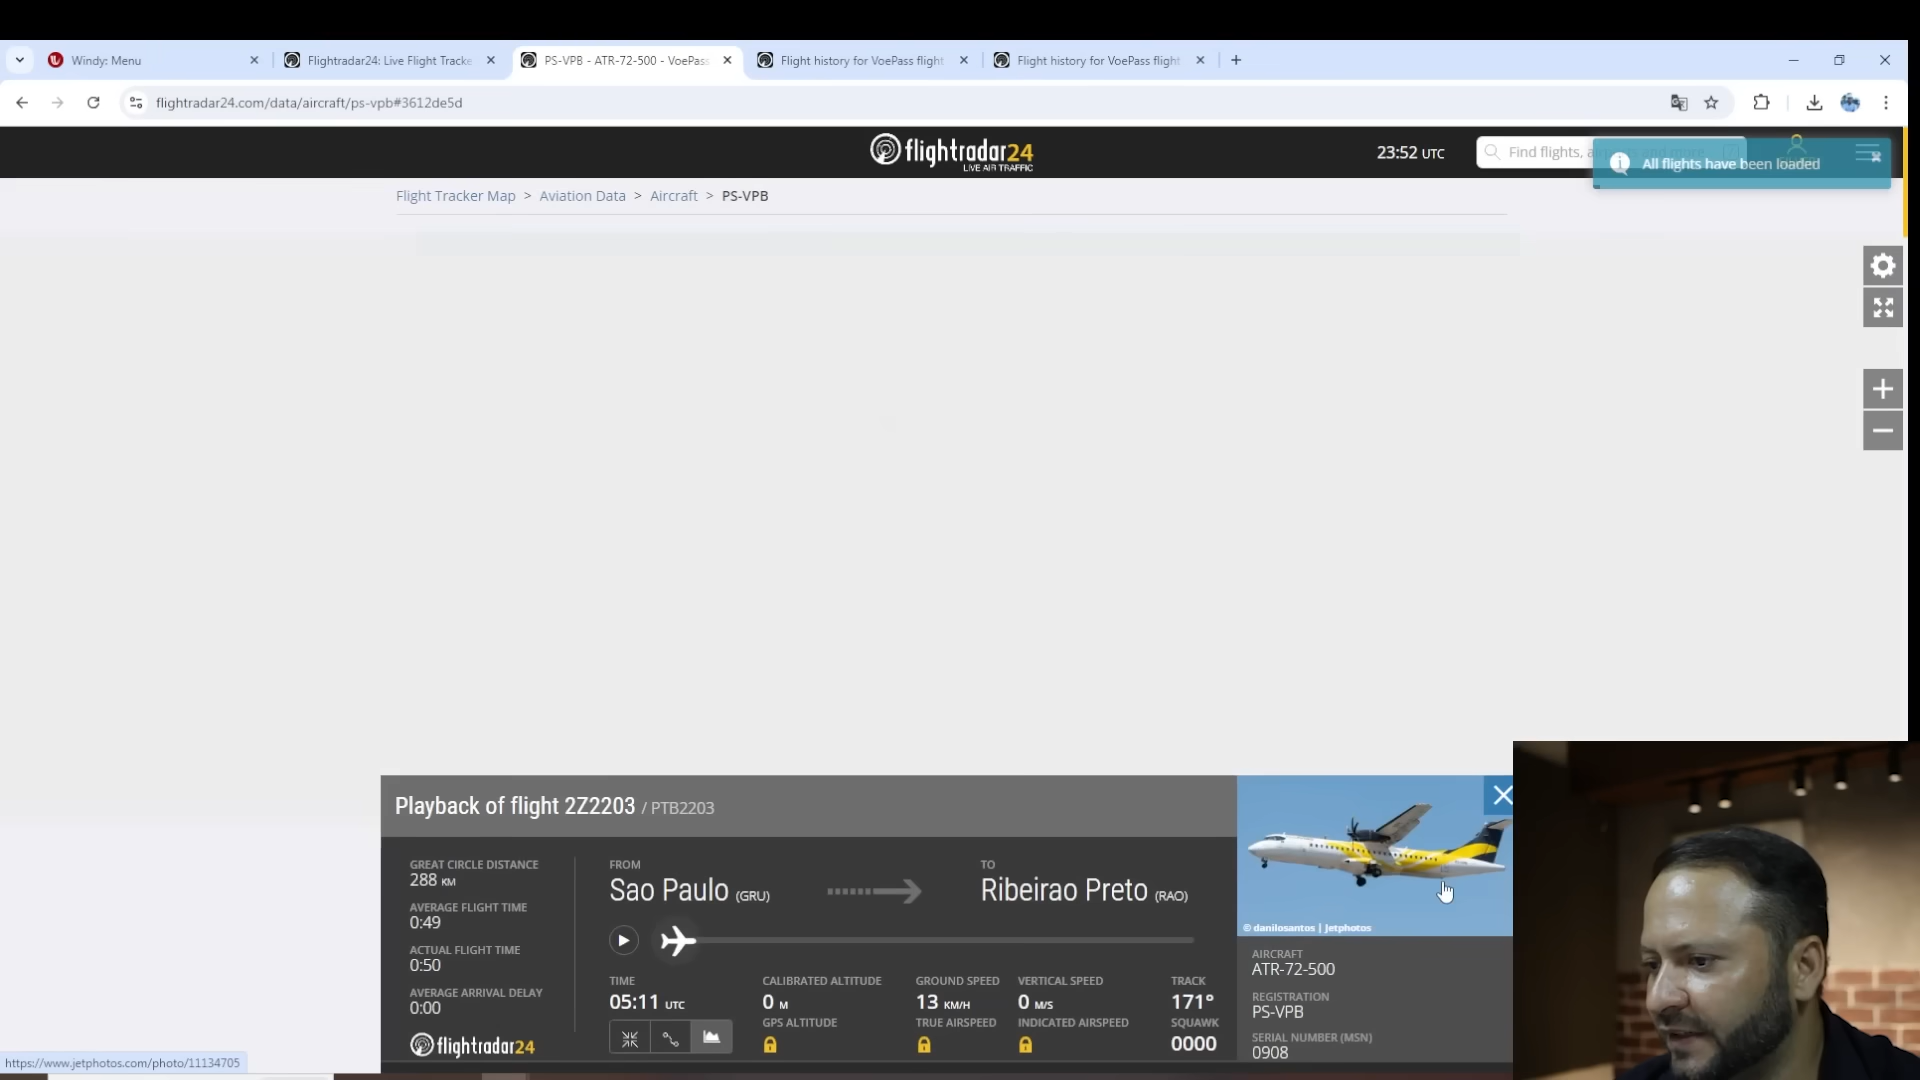 Windy: Menu
Flightradar24: Live Flight Tracke
PS-VPB - ATR-72-500 - VoePass
Flight history for VoePass flight
Flight history for VoePass flight
flightradar24.com/data/aircraft/ps-vpb#3612de5d
flightradar24
LIVE AIR TRAFFIC
23:52 UTC
Find flights,
All flights have been loaded
Flight Tracker Map > Aviation Data > Aircraft > PS-VPB
Playback of flight 2Z2203 / PTB2203
GREAT CIRCLE DISTANCE
288 KM
AVERAGE FLIGHT TIME
0:49
ACTUAL FLIGHT TIME
0:50
AVERAGE ARRIVAL DELAY
0:00
flightradar24
FROM
Sao Paulo (GRU)
TO
Ribeirao Preto (RAO)
TIME
05:11 UTC
CALIBRATED ALTITUDE
0 M
GPS ALTITUDE
GROUND SPEED
13 KM/H
TRUE AIRSPEED
VERTICAL SPEED
0 M/S
INDICATED AIRSPEED
TRACK
171°
SQUAWK
0000
© danilosantos | Jetphotos
AIRCRAFT
ATR-72-500
REGISTRATION
PS-VPB
SERIAL NUMBER (MSN)
0908
https://www.jetphotos.com/photo/11134705